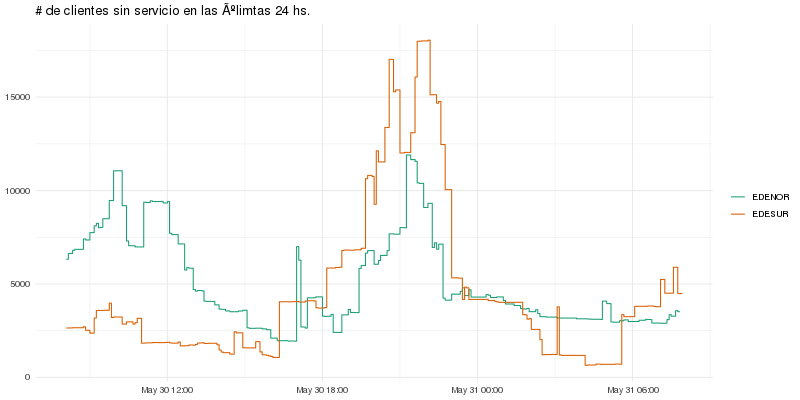 # de clientes sin servicio en las Ãºlimtas 24 hs.
15000
10000
5000
0
May 30 12:00
May 30 18:00
May 31 00:00
May 31 06:00
EDENOR
EDESUR